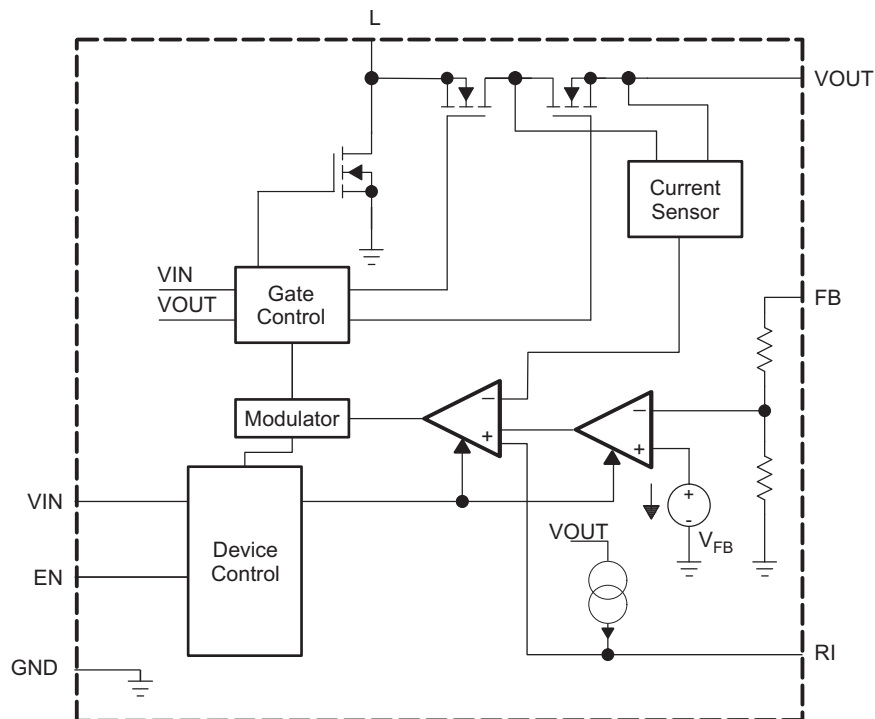 L
VOUT
Current
Sensor
VIN
VOUT
Gate
Control
FB
Modulator
−
+
−
+
VIN
Device
Control
EN
+
-
VFB
VOUT
GND
RI